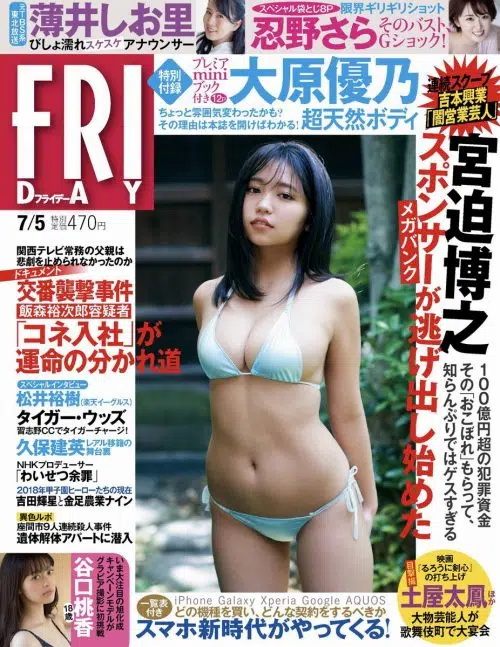 元TBS系
東北放送
薄井しお里
びしょ濡れスケスケ アナウンサー
スペシャル袋とじ8P
限界ギリギリショット
忍野さら
そのバスト、
Gショック!
特別
付録
プレミア
mini
ブック
付き12P
大原優乃
ちょっと雰囲気変わったかも?
その理由は本誌を開けばわかる!
超天然ボディ
FRI
DAY
フライデー
7/5
特別
定価
470円
連続スクープ
吉本興業
「闇営業芸人」
宮迫博之
スポンサーが逃げ出し始めた
メガバンク
100億円超の犯罪資金
その「おこぼれ」もらって、
知らんぷりではゲスすぎる
関西テレビ常務の父親は
悲劇を止められなかったのか
ドキュメント
交番襲撃事件
飯森裕次郎容疑者
「コネ入社」が
運命の分かれ道
スペシャルインタビュー
松井裕樹(楽天イーグルス)
タイガー・ウッズ
習志野CCでタイガーチャージ!
久保建英
レアル移籍の
舞台裏
NHKプロデューサー
「わいせつ余罪」
2018年甲子園ヒーローたちの現在
吉田輝星と金足農業ナイン
異色ルポ
座間市9人連続殺人事件
遺体解体アパートに潜入
いま大注目の旭化成
キャンペーンモデルが
グラビア撮影に初挑戦
谷口桃香
18歳
一覧表
付き
iPhone Galaxy Xperia Google AQUOS
どの機種を買い、どんな契約をするべきか
スマホ新時代がやってくる!
目撃撮
映画
「るろうに剣心」
の打ち上げ
土屋太鳳
ほか
大物芸能人が
歌舞伎町で大宴会